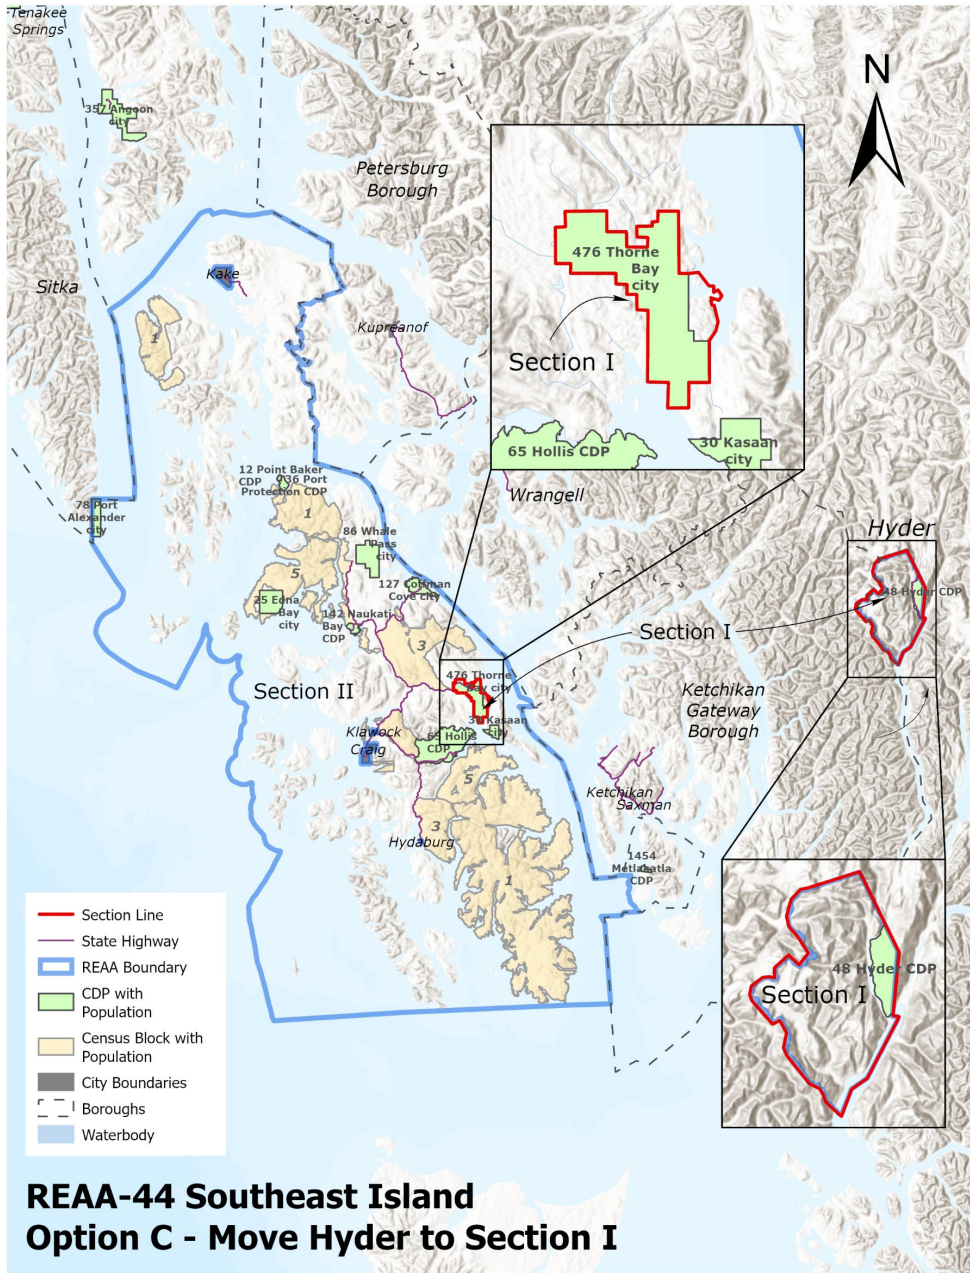 Tenakee
Springs
357 Angoon
city
N
Petersburg
Borough
Sitka
Kake
1
Kupreanof
476 Thorne
Bay
city
Section I
65 Hollis CDP
30 Kasaan
city
12 Point Baker
CDP
36 Port
Protection CDP
1
78 Port
Alexander
city
86 Whale
Pass
city
Wrangell
Hyder
5
25 Edna
Bay
city
127 Coffman
Cove city
142 Naukati
Bay
CDP
3
48 Hyder CDP
Section I
476 Thorne
Bay city
Section II
Ketchikan
Gateway
Borough
30 Kasaan
city
Klawock
Craig
65 Hollis
CDP
5
Ketchikan
Saxman
3
Hydaburg
1
1454
Metlakatla
CDP
48 Hyder CDP
Section I
Section Line
State Highway
REAA Boundary
CDP with
Population
Census Block with
Population
City Boundaries
Boroughs
Waterbody
REAA-44 Southeast Island
Option C - Move Hyder to Section I